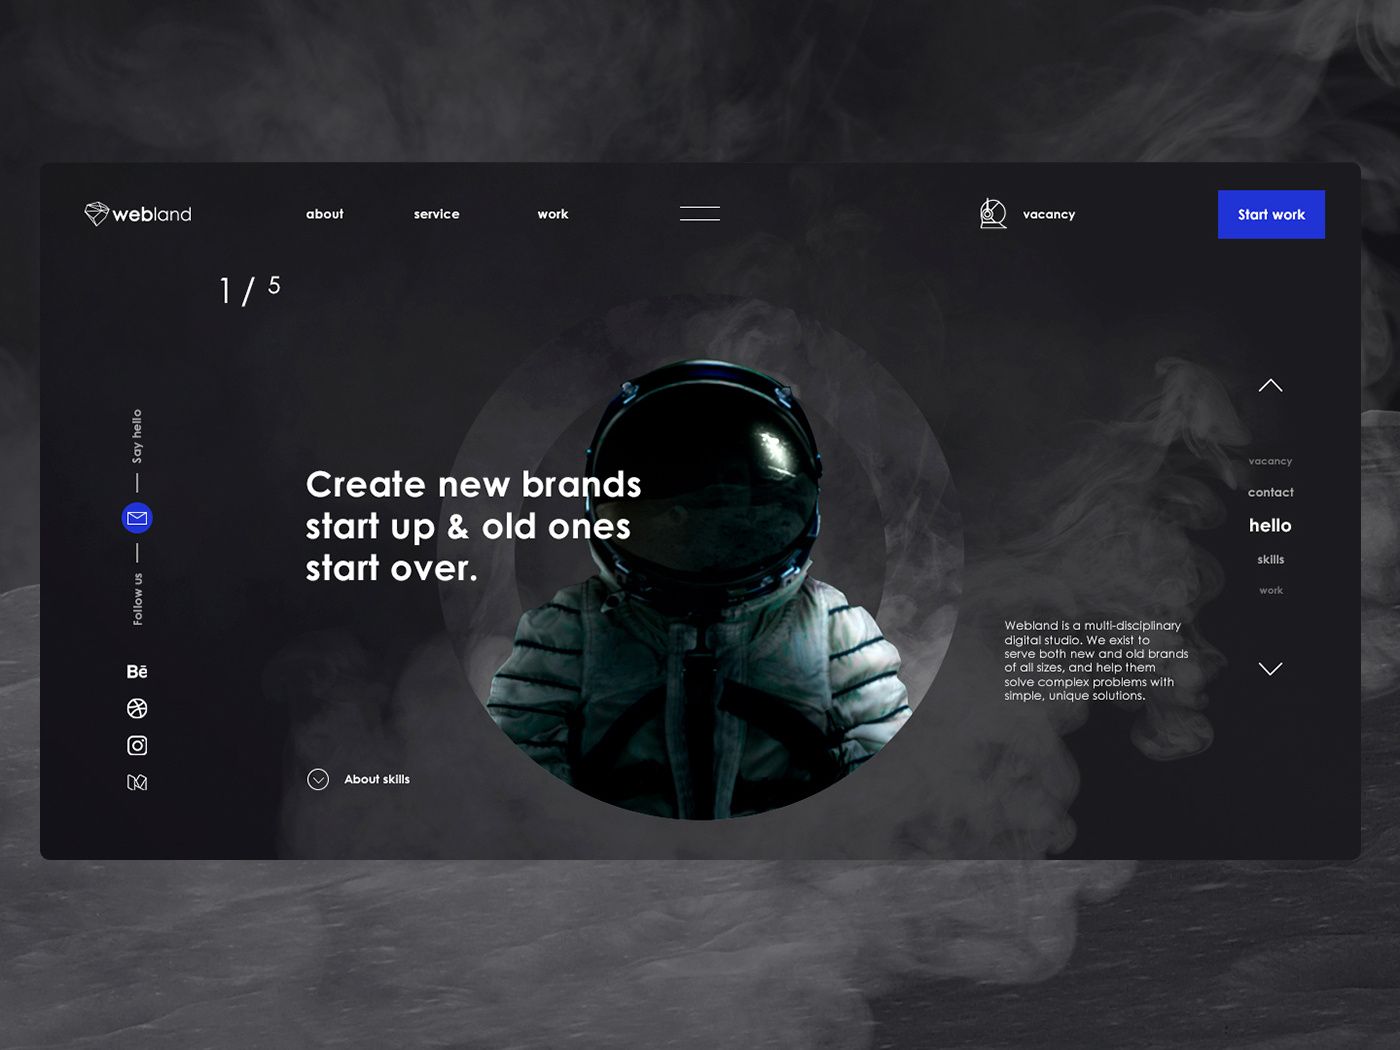 webland
about
service
work
vacancy
Start work
1 / 5
Say hello
Follow us
Bē
Create new brands
start up & old ones
start over.
About skills
vacancy
contact
hello
skills
work
Webland is a multi-disciplinary
digital studio. We exist to
serve both new and old brands
of all sizes, and help them
solve complex problems with
simple, unique solutions.